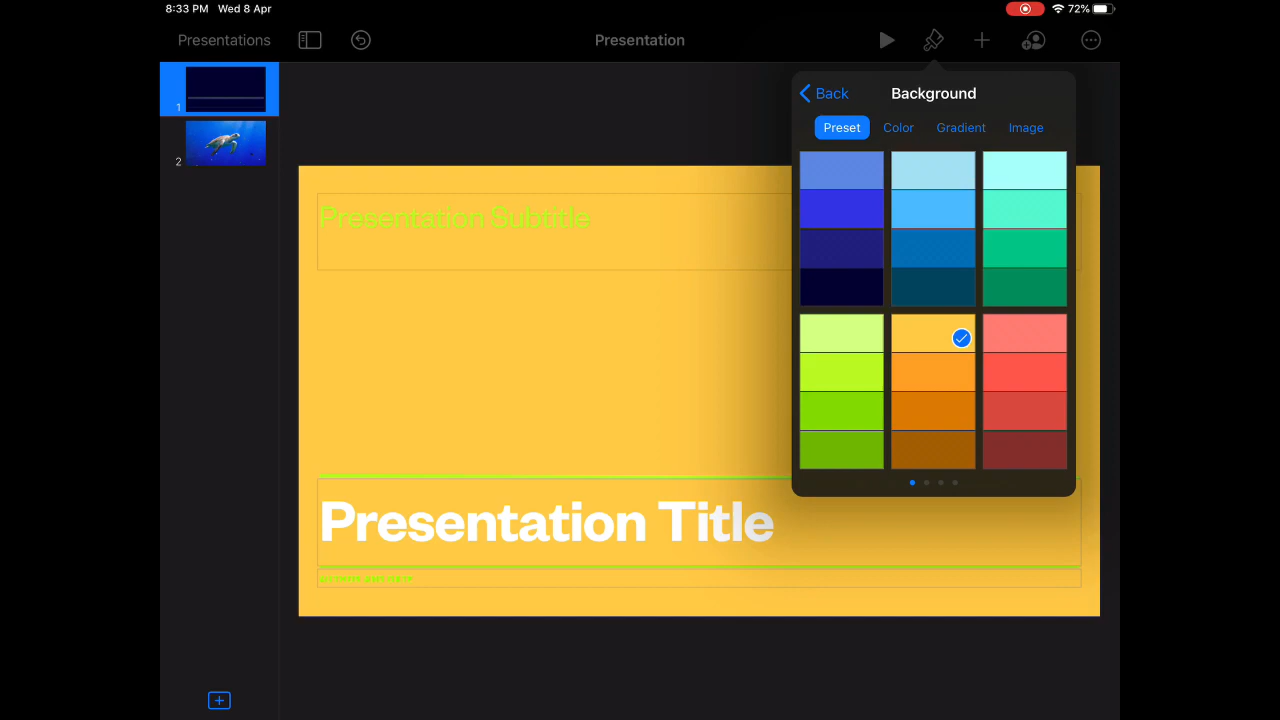 8:33 PM Wed 8 Apr
72%
Presentations
Presentation
Back
Background
Preset Color Gradient Image
1
2
Presentation Subtitle
Presentation Title